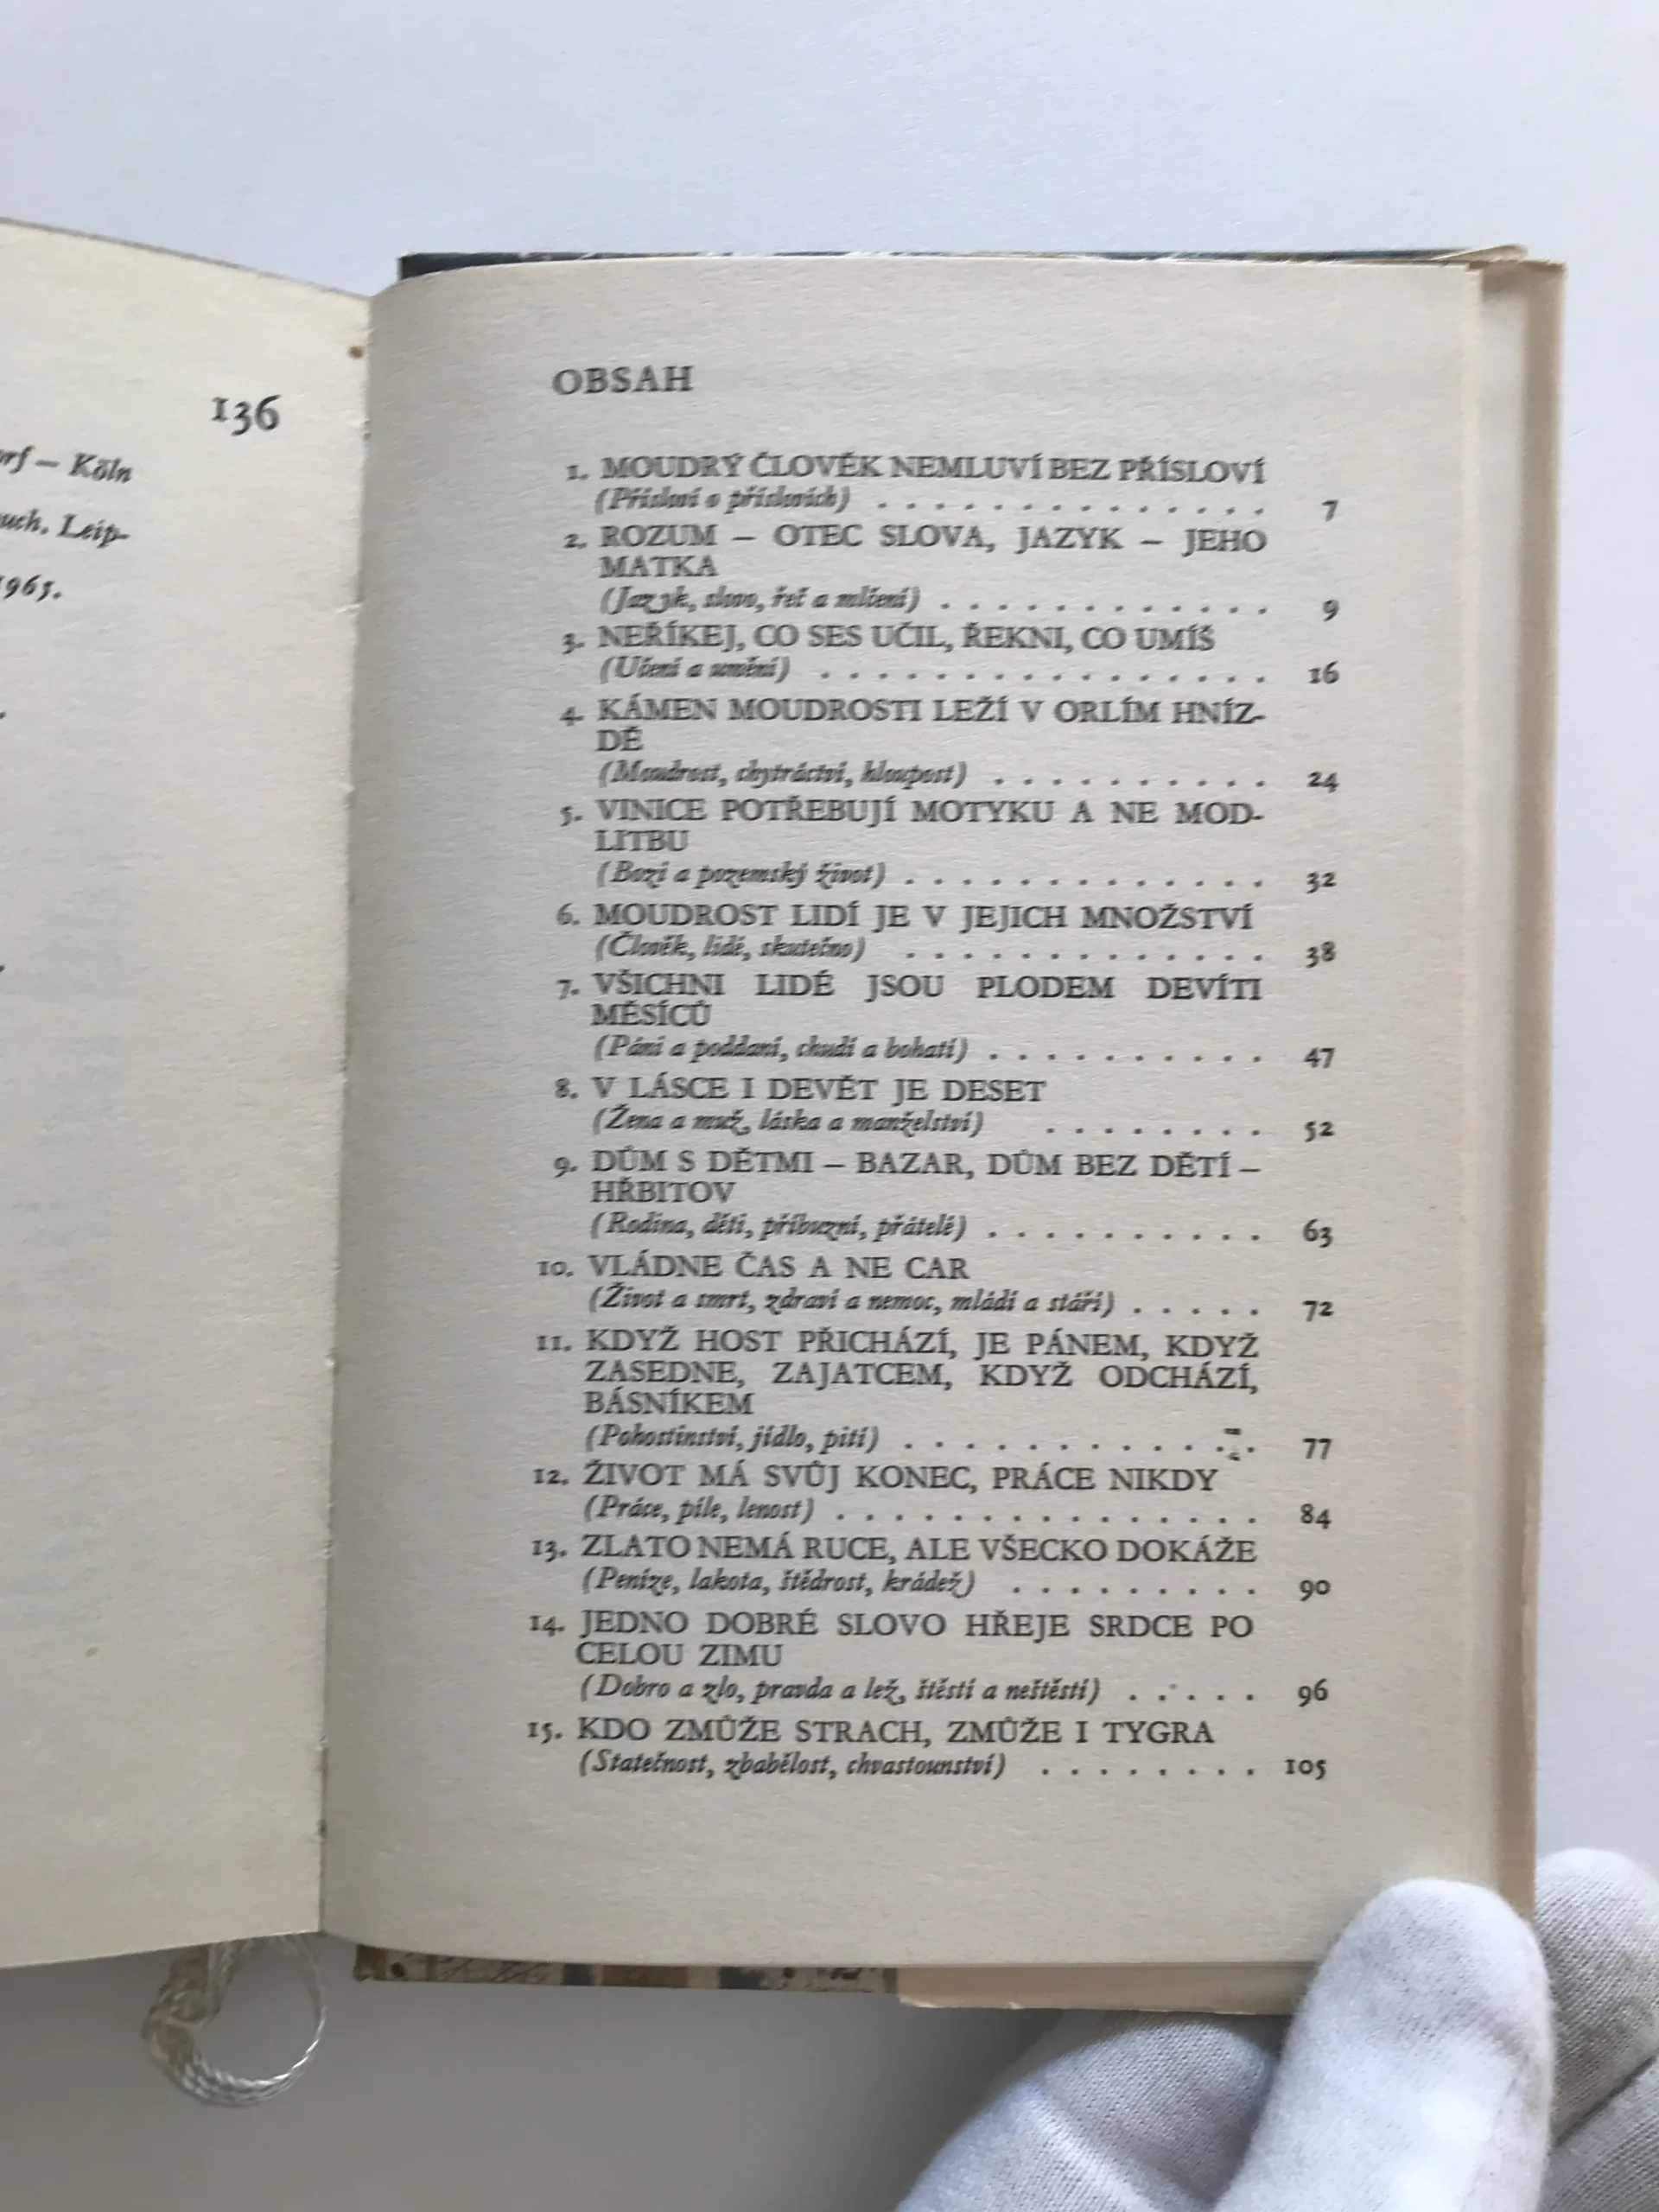 136
rf – Köln
uch. Leip-
1965.
OBSAH
1. MOUDRÝ ČLOVĚK NEMLUVÍ BEZ PŘÍSLOVÍ
(Přísloví o příslovích) . . . . . . . . . . . . . . 7
2. ROZUM – OTEC SLOVA, JAZYK – JEHO
MATKA
(Jazyk, slovo, řeč a mlčení) . . . . . . . . . . . . 9
3. NEŘÍKEJ, CO SES UČIL, ŘEKNI, CO UMÍŠ
(Učení a umění) . . . . . . . . . . . . . . . . 16
4. KÁMEN MOUDROSTI LEŽÍ V ORLÍM HNÍZ-
DĚ
(Moudrost, chytráctví, hloupost) . . . . . . . . . . 24
5. VINICE POTŘEBUJÍ MOTYKU A NE MOD-
LITBU
(Bozi a pozemský život) . . . . . . . . . . . . . 32
6. MOUDROST LIDÍ JE V JEJICH MNOŽSTVÍ
(Člověk, lidé, skutečno) . . . . . . . . . . . . . 38
7. VŠICHNI LIDÉ JSOU PLODEM DEVÍTI
MĚSÍCŮ
(Páni a poddaní, chudí a bohatí) . . . . . . . . . . 47
8. V LÁSCE I DEVĚT JE DESET
(Žena a muž, láska a manželství) . . . . . . . . 52
9. DŮM S DĚTMI – BAZAR, DŮM BEZ DĚTÍ –
HŘBITOV
(Rodina, děti, příbuzní, přátelé) . . . . . . . . . . 63
10. VLÁDNE ČAS A NE CAR
(Život a smrt, zdraví a nemoc, mládí a stáří) . . . . . 72
11. KDYŽ HOST PŘICHÁZÍ, JE PÁNEM, KDYŽ
ZASEDNE, ZAJATCEM, KDYŽ ODCHÁZÍ,
BÁSNÍKEM
(Pohostinství, jídlo, pití) . . . . . . . . . . . . . 77
12. ŽIVOT MÁ SVŮJ KONEC, PRÁCE NIKDY
(Práce, píle, lenost) . . . . . . . . . . . . . . . 84
13. ZLATO NEMÁ RUCE, ALE VŠECKO DOKÁŽE
(Peníze, lakota, štědrost, krádež) . . . . . . . . . 90
14. JEDNO DOBRÉ SLOVO HŘEJE SRDCE PO
CELOU ZIMU
(Dobro a zlo, pravda a lež, štěstí a neštěstí) . . . . . 96
15. KDO ZMŮŽE STRACH, ZMŮŽE I TYGRA
(Statečnost, zbabělost, chvastounství) . . . . . . . . 105